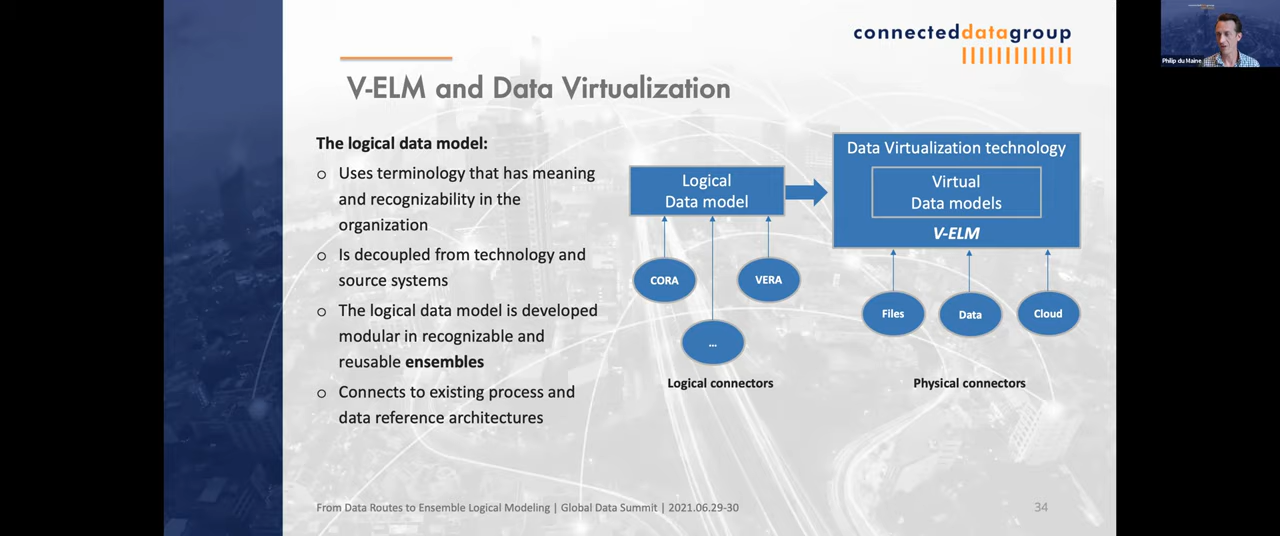 connecteddatagroup
Philip du Maine
V-ELM and Data Virtualization
The logical data model:
o Uses terminology that has meaning
and recognizability in the
organization
o Is decoupled from technology and
source systems
o The logical data model is developed
modular in recognizable and
reusable ensembles
o Connects to existing process and
data reference architectures
Logical
Data model
CORA
VERA
...
Logical connectors
Data Virtualization technology
Virtual
Data models
V-ELM
Files
Data
Cloud
Physical connectors
From Data Routes to Ensemble Logical Modeling | Global Data Summit | 2021.06.29-30
34